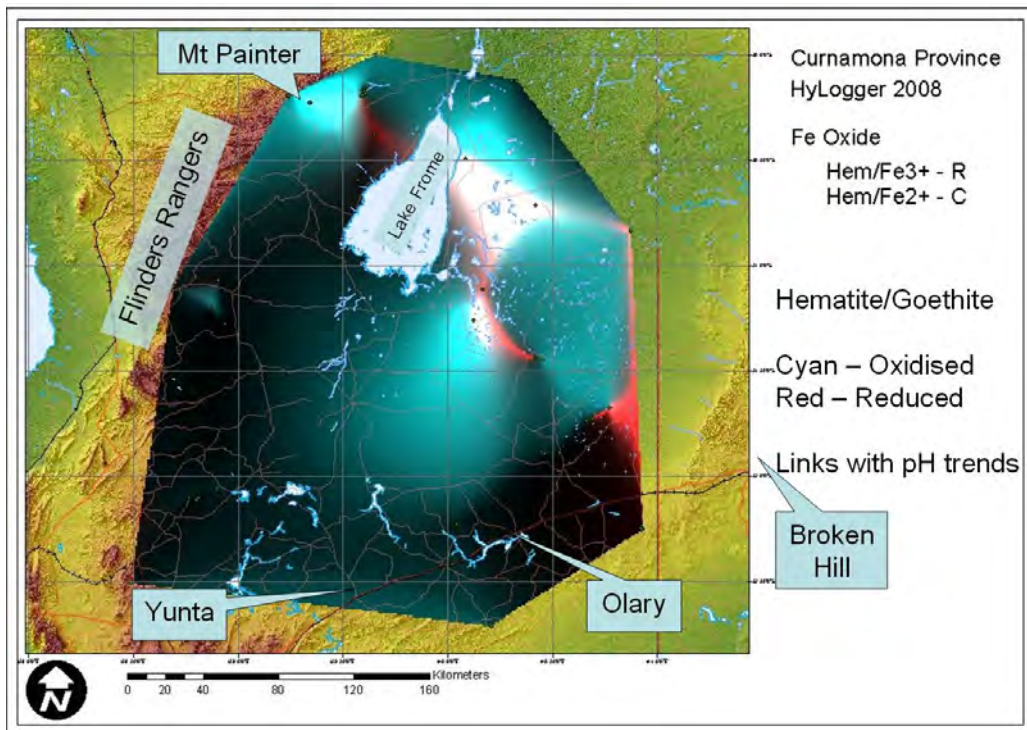 Mt Painter
Flinders Rangers
Lake Frome
Yunta
Olary
Broken
Hill
Curnamona Province
HyLogger 2008
Fe Oxide
Hem/Fe3+ - R
Hem/Fe2+ - C
Hematite/Goethite
Cyan – Oxidised
Red – Reduced
Links with pH trends
N
Kilometers
0 10 20 40 80 120 160